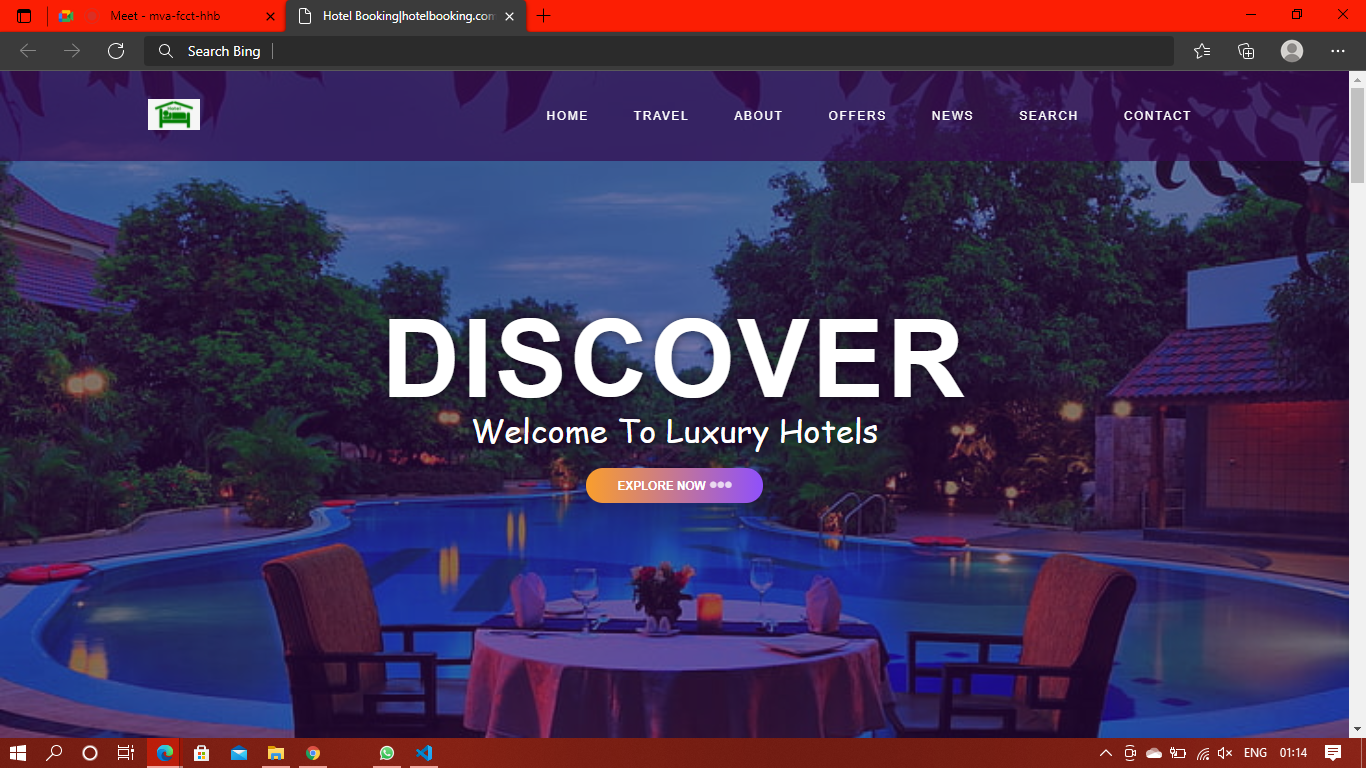 Meet - mva-fcct-hhb
Hotel Booking|hotelbooking.com
Search Bing
Hotel
HOME TRAVEL ABOUT OFFERS NEWS SEARCH CONTACT
DISCOVER
Welcome To Luxury Hotels
EXPLORE NOW
ENG 01:14